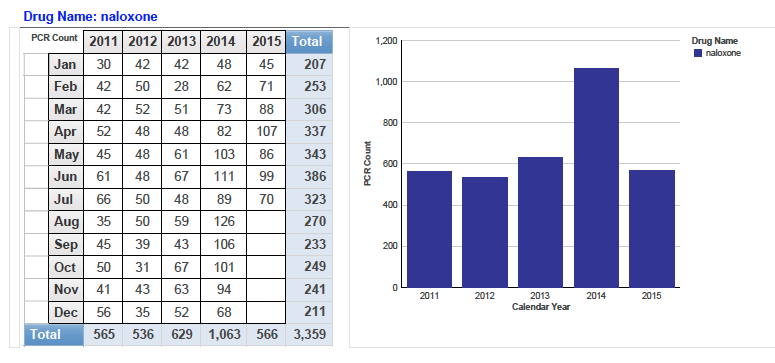 Drug Name: naloxone
PCR Count 2011 2012 2013 2014 2015 Total
Jan 30 42 42 48 45 207
Feb 42 50 28 62 71 253
Mar 42 52 51 73 88 306
Apr 52 48 48 82 107 337
May 45 48 61 103 86 343
Jun 61 48 67 111 99 386
Jul 66 50 48 89 70 323
Aug 35 50 59 126 270
Sep 45 39 43 106 233
Oct 50 31 67 101 249
Nov 41 43 63 94 241
Dec 56 35 52 68 211
Total 565 536 629 1,063 566 3,359
1,200
1,000
800
600
400
200
0
PCR Count
2011 2012 2013 2014 2015
Calendar Year
Drug Name
naloxone